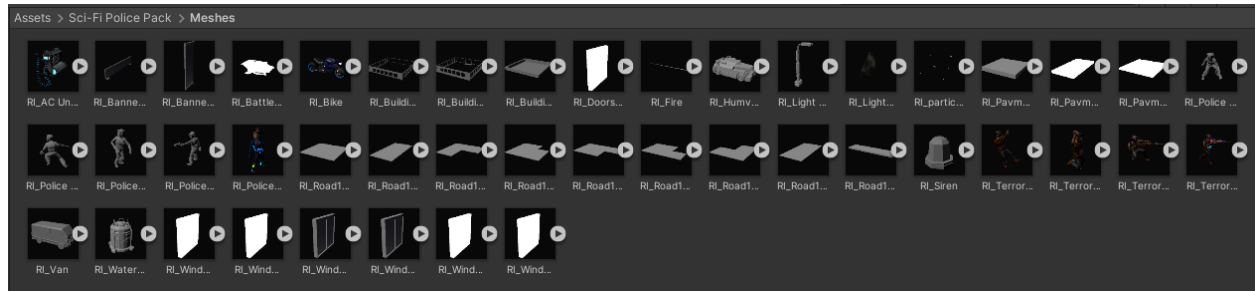 Assets > Sci-Fi Police Pack > Meshes
RI_AC Un... RI_Banne... RI_Banne... RI_Battle... RI_Bike RI_Buildi... RI_Buildi... RI_Buildi... RI_Doors... RI_Fire RI_Humv... RI_Light ... RI_Light... RI_partic... RI_Pavm... RI_Pavm... RI_Pavm... RI_Police ...
RI_Police ... RI_Police... RI_Police... RI_Police... RI_Road1... RI_Road1... RI_Road1... RI_Road1... RI_Road1... RI_Road1... RI_Road1... RI_Road1... RI_Road1... RI_Siren RI_Terror... RI_Terror... RI_Terror... RI_Terror...
RI_Van RI_Water... RI_Wind... RI_Wind... RI_Wind... RI_Wind... RI_Wind... RI_Wind...